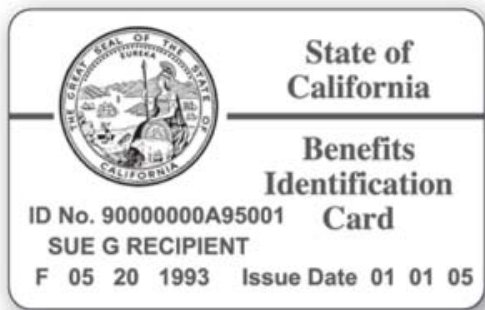 THE GREAT SEAL OF THE STATE OF CALIFORNIA
EUREKA
State of
California
Benefits
Identification
Card
ID No. 90000000A95001
SUE G RECIPIENT
F 05 20 1993 Issue Date 01 01 05